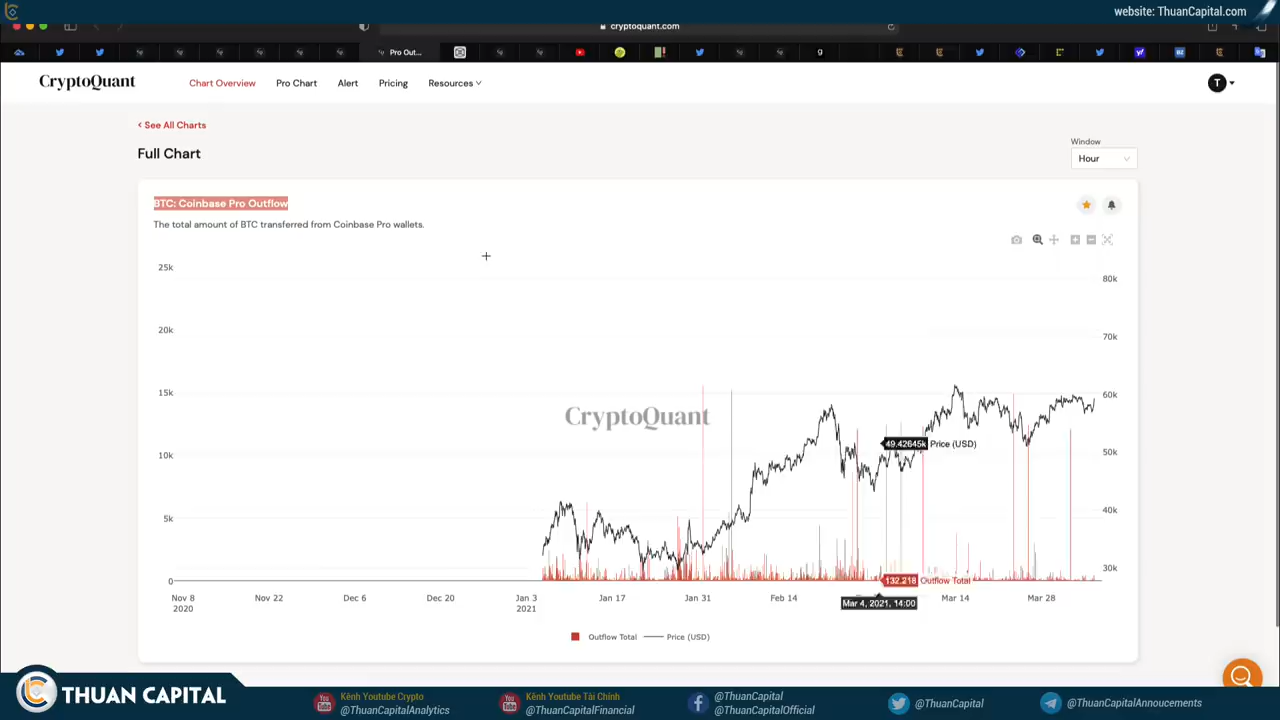 website: ThuanCapital.com
cryptoquant.com
Pro Out...
CryptoQuant
Chart Overview
Pro Chart
Alert
Pricing
Resources
T
< See All Charts
Full Chart
Window
Hour
BTC: Coinbase Pro Outflow
The total amount of BTC transferred from Coinbase Pro wallets.
25k
20k
15k
10k
5k
0
80k
70k
60k
50k
40k
30k
CryptoQuant
49.42645k Price (USD)
132.218 Outflow Total
Mar 4, 2021, 14:00
Nov 8
2020
Nov 22
Dec 6
Dec 20
Jan 3
2021
Jan 17
Jan 31
Feb 14
Mar 14
Mar 28
Outflow Total
Price (USD)
THUAN CAPITAL
Kênh Youtube Crypto
@ThuanCapitalAnalytics
Kênh Youtube Tài Chính
@ThuanCapitalFinancial
@ThuanCapital
@ThuanCapitalOfficial
@ThuanCapital
@ThuanCapitalAnnoucements